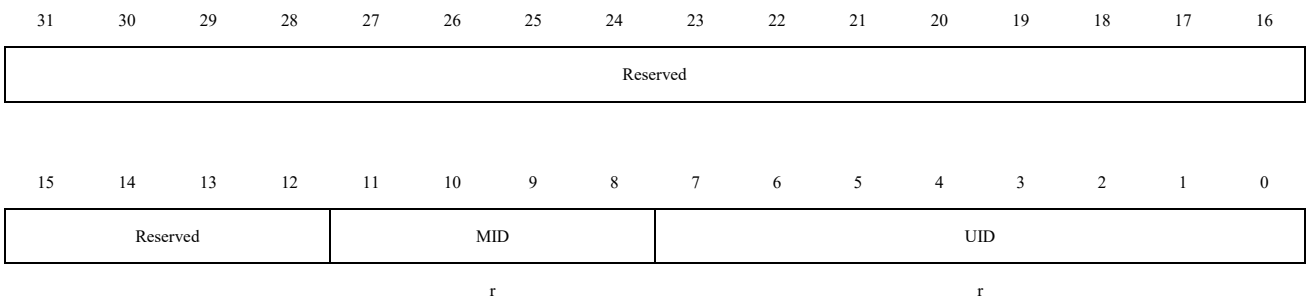 31 30 29 28 27 26 25 24 23 22 21 20 19 18 17 16
Reserved
15 14 13 12 11 10 9 8 7 6 5 4 3 2 1 0
Reserved MID UID
r r